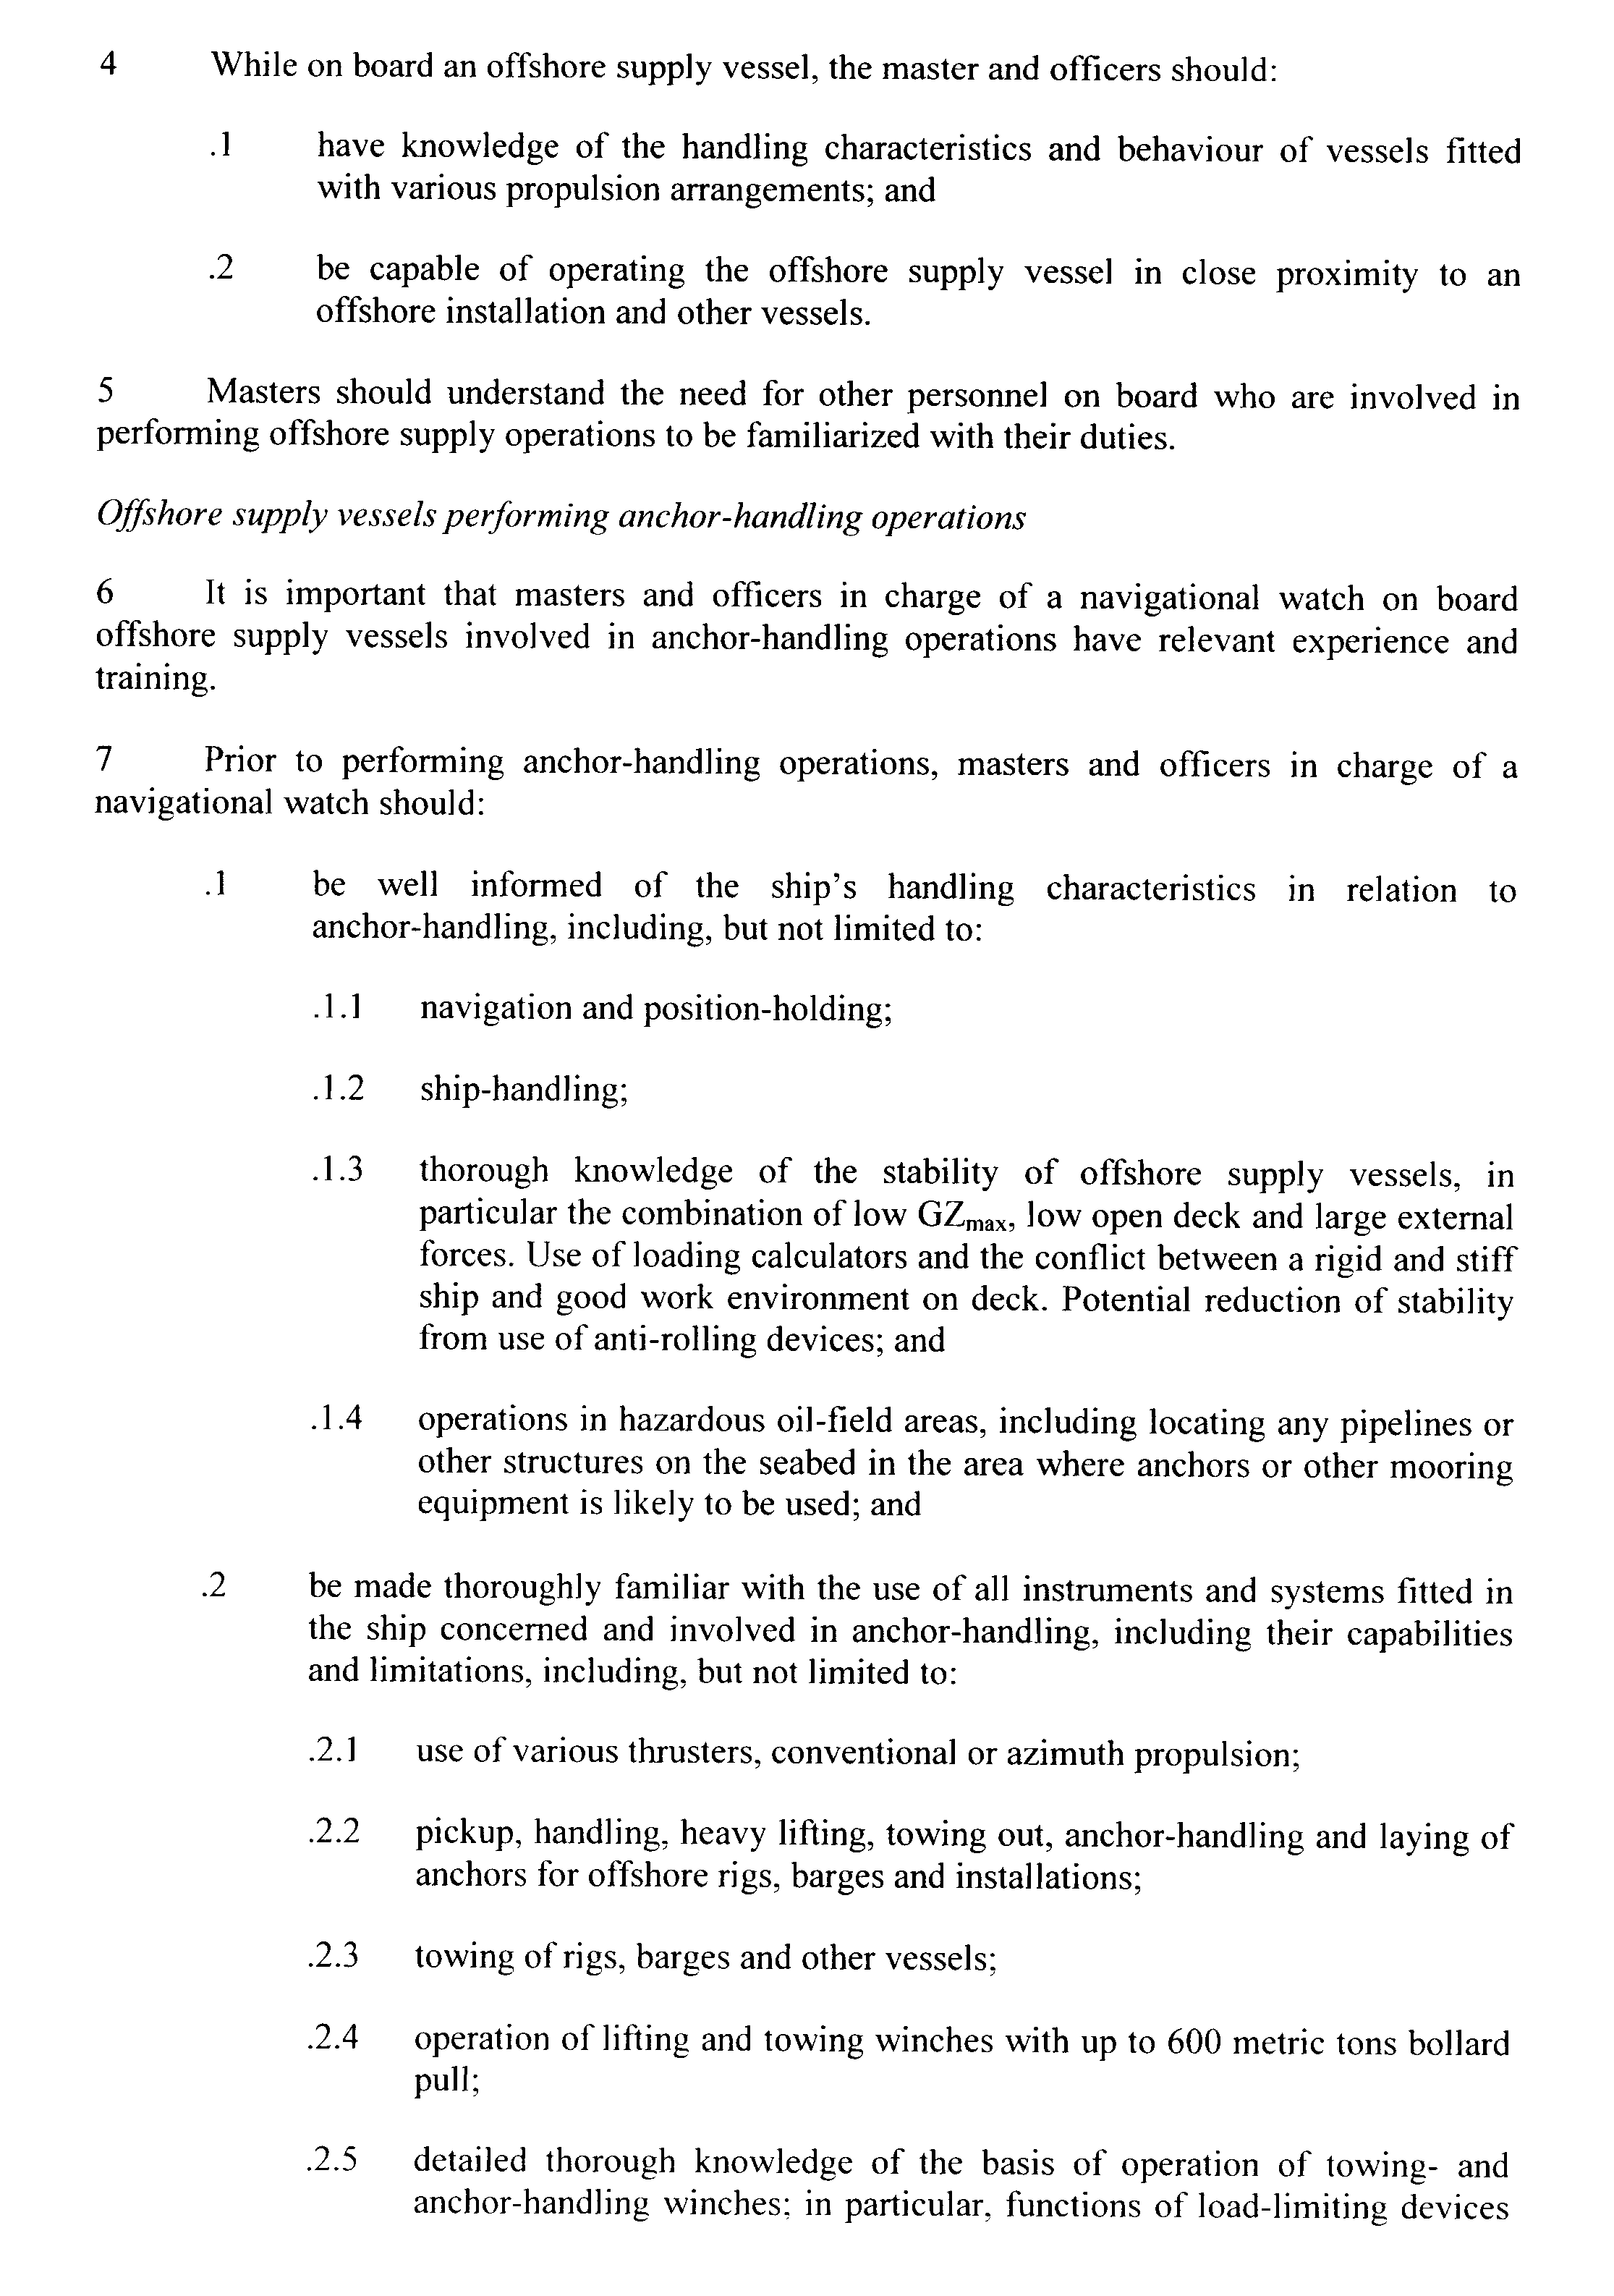 4 While on board an offshore supply vessel, the master and officers should:
.1 have knowledge of the handling characteristics and behaviour of vessels fitted
with various propulsion arrangements; and
.2 be capable of operating the offshore supply vessel in close proximity to an
offshore installation and other vessels.
5 Masters should understand the need for other personnel on board who are involved in
performing offshore supply operations to be familiarized with their duties.
Offshore supply vessels performing anchor-handling operations
6 It is important that masters and officers in charge of a navigational watch on board
offshore supply vessels involved in anchor-handling operations have relevant experience and
training.
7 Prior to performing anchor-handling operations, masters and officers in charge of a
navigational watch should:
.1 be well informed of the ship's handling characteristics in relation to
anchor-handling, including, but not limited to:
.1.1 navigation and position-holding;
.1.2 ship-handling;
.1.3 thorough knowledge of the stability of offshore supply vessels, in
particular the combination of low GZmax, low open deck and large external
forces. Use of loading calculators and the conflict between a rigid and stiff
ship and good work environment on deck. Potential reduction of stability
from use of anti-rolling devices; and
.1.4 operations in hazardous oil-field areas, including locating any pipelines or
other structures on the seabed in the area where anchors or other mooring
equipment is likely to be used; and
.2 be made thoroughly familiar with the use of all instruments and systems fitted in
the ship concerned and involved in anchor-handling, including their capabilities
and limitations, including, but not limited to:
.2.1 use of various thrusters, conventional or azimuth propulsion;
.2.2 pickup, handling, heavy lifting, towing out, anchor-handling and laying of
anchors for offshore rigs, barges and installations;
.2.3 towing of rigs, barges and other vessels;
.2.4 operation of lifting and towing winches with up to 600 metric tons bollard
pull;
.2.5 detailed thorough knowledge of the basis of operation of towing- and
anchor-handling winches; in particular, functions of load-limiting devices